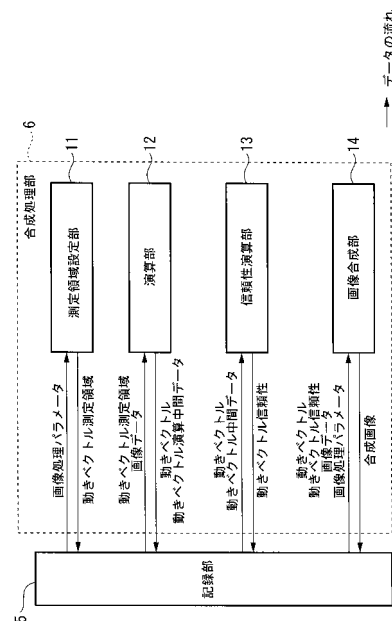 6
合成処理部
11
測定領域設定部
画像処理パラメータ
動きベクトル測定領域
12
演算部
動きベクトル測定領域
画像データ
動きベクトル
動きベクトル演算中間データ
13
信頼性演算部
動きベクトル
動きベクトル中間データ
動きベクトル信頼性
14
画像合成部
動きベクトル
動きベクトル信頼性
画像データ
画像処理パラメータ
合成画像
5
記録部
データの流れ